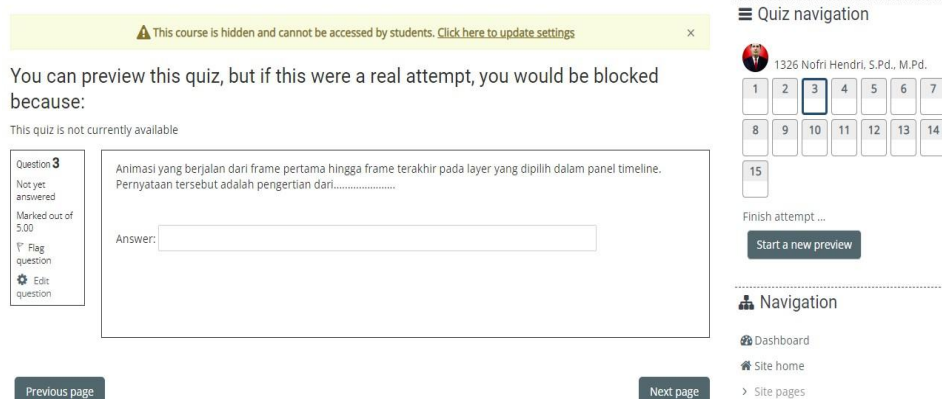 This course is hidden and cannot be accessed by students. Click here to update settings ×
You can preview this quiz, but if this were a real attempt, you would be blocked
because:
This quiz is not currently available
Question 3
Not yet
answered
Marked out of
5.00
Flag
question
Edit
question
Animasi yang berjalan dari frame pertama hingga frame terakhir pada layer yang dipilih dalam panel timeline.
Pernyataan tersebut adalah pengertian dari......................
Answer:
Previous page
Next page
Quiz navigation
1326 Nofri Hendri, S.Pd., M.Pd.
1 2 3 4 5 6 7
8 9 10 11 12 13 14
15
Finish attempt ...
Start a new preview
Navigation
Dashboard
Site home
Site pages